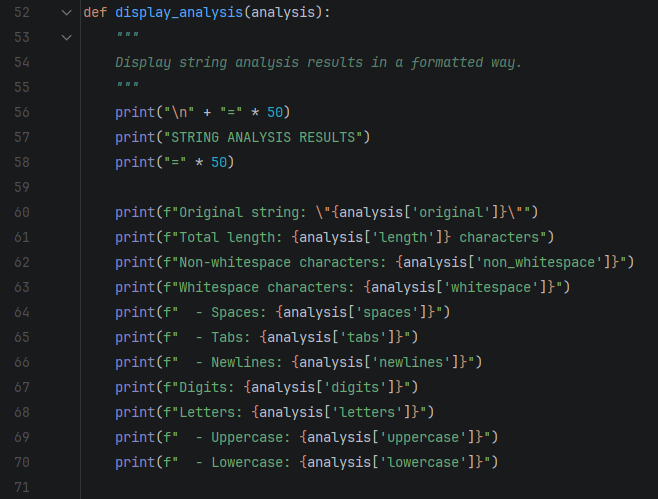 52 def display_analysis(analysis):
53     """
54     Display string analysis results in a formatted way.
55     """
56     print("\n" + "=" * 50)
57     print("STRING ANALYSIS RESULTS")
58     print("=" * 50)
59
60     print(f"Original string: \"{analysis['original']}\"")
61     print(f"Total length: {analysis['length']} characters")
62     print(f"Non-whitespace characters: {analysis['non_whitespace']}")
63     print(f"Whitespace characters: {analysis['whitespace']}")
64     print(f"  - Spaces: {analysis['spaces']}")
65     print(f"  - Tabs: {analysis['tabs']}")
66     print(f"  - Newlines: {analysis['newlines']}")
67     print(f"Digits: {analysis['digits']}")
68     print(f"Letters: {analysis['letters']}")
69     print(f"  - Uppercase: {analysis['uppercase']}")
70     print(f"  - Lowercase: {analysis['lowercase']}")
71